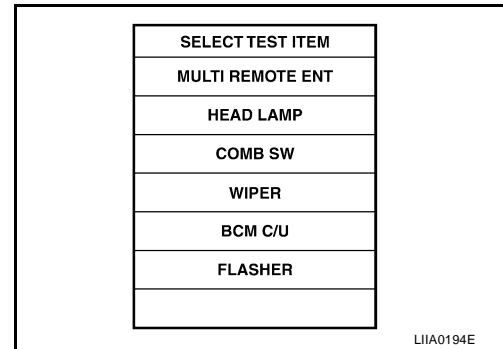 SELECT TEST ITEM
MULTI REMOTE ENT
HEAD LAMP
COMB SW
WIPER
BCM C/U
FLASHER
LIIA0194E